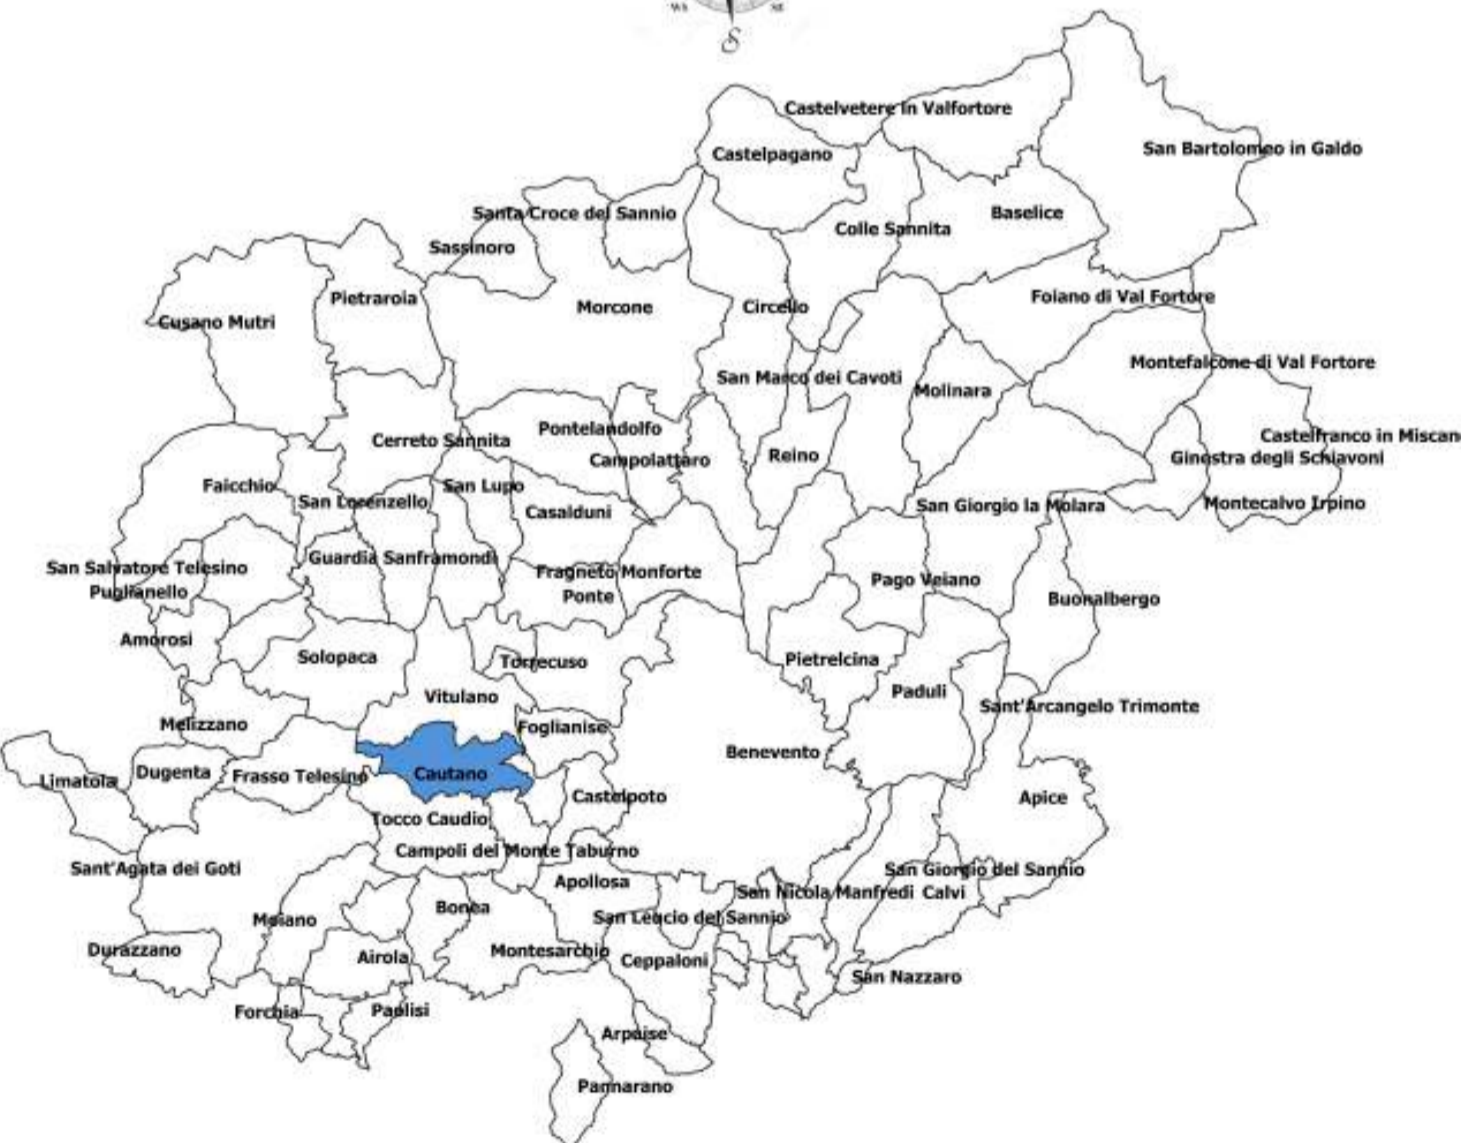 S
Castelvetere in Valfortore
San Bartolomeo in Galdo
Castelpagano
Santa Croce del Sannio
Baselice
Colle Sannita
Sassinoro
Pietraroia
Foiano di Val Fortore
Morcone
Circello
Cusano Mutri
Montefalcone di Val Fortore
San Marco dei Cavoti
Molinara
Pontelandolfo
Cerreto Sannita
Castelfranco in Miscan
Campolattaro
Reino
Ginestra degli Schiavoni
Faicchio
San Lupo
San Lorenzello
Casalduni
San Giorgio la Molara
Montecalvo Irpino
Guardia Sanframondi
San Salvatore Telesino
Fragneto Monforte
Pago Veiano
Puglianello
Ponte
Buonalbergo
Amorosi
Solopaca
Torrecuso
Pietrelcina
Vitulano
Paduli
Sant'Arcangelo Trimonte
Melizzano
Foglianise
Benevento
Limatola
Dugenta
Frasso Telesino
Cautano
Castelpoto
Apice
Tocco Caudio
Campoli del Monte Taburno
Sant'Agata dei Goti
San Giorgio del Sannio
Apollosa
San Nicola Manfredi
Calvi
Moiano
Bonea
San Leucio del Sannio
Durazzano
Airola
Montesarchio
Ceppaloni
San Nazzaro
Forchia
Paolisi
Arpaise
Pannarano